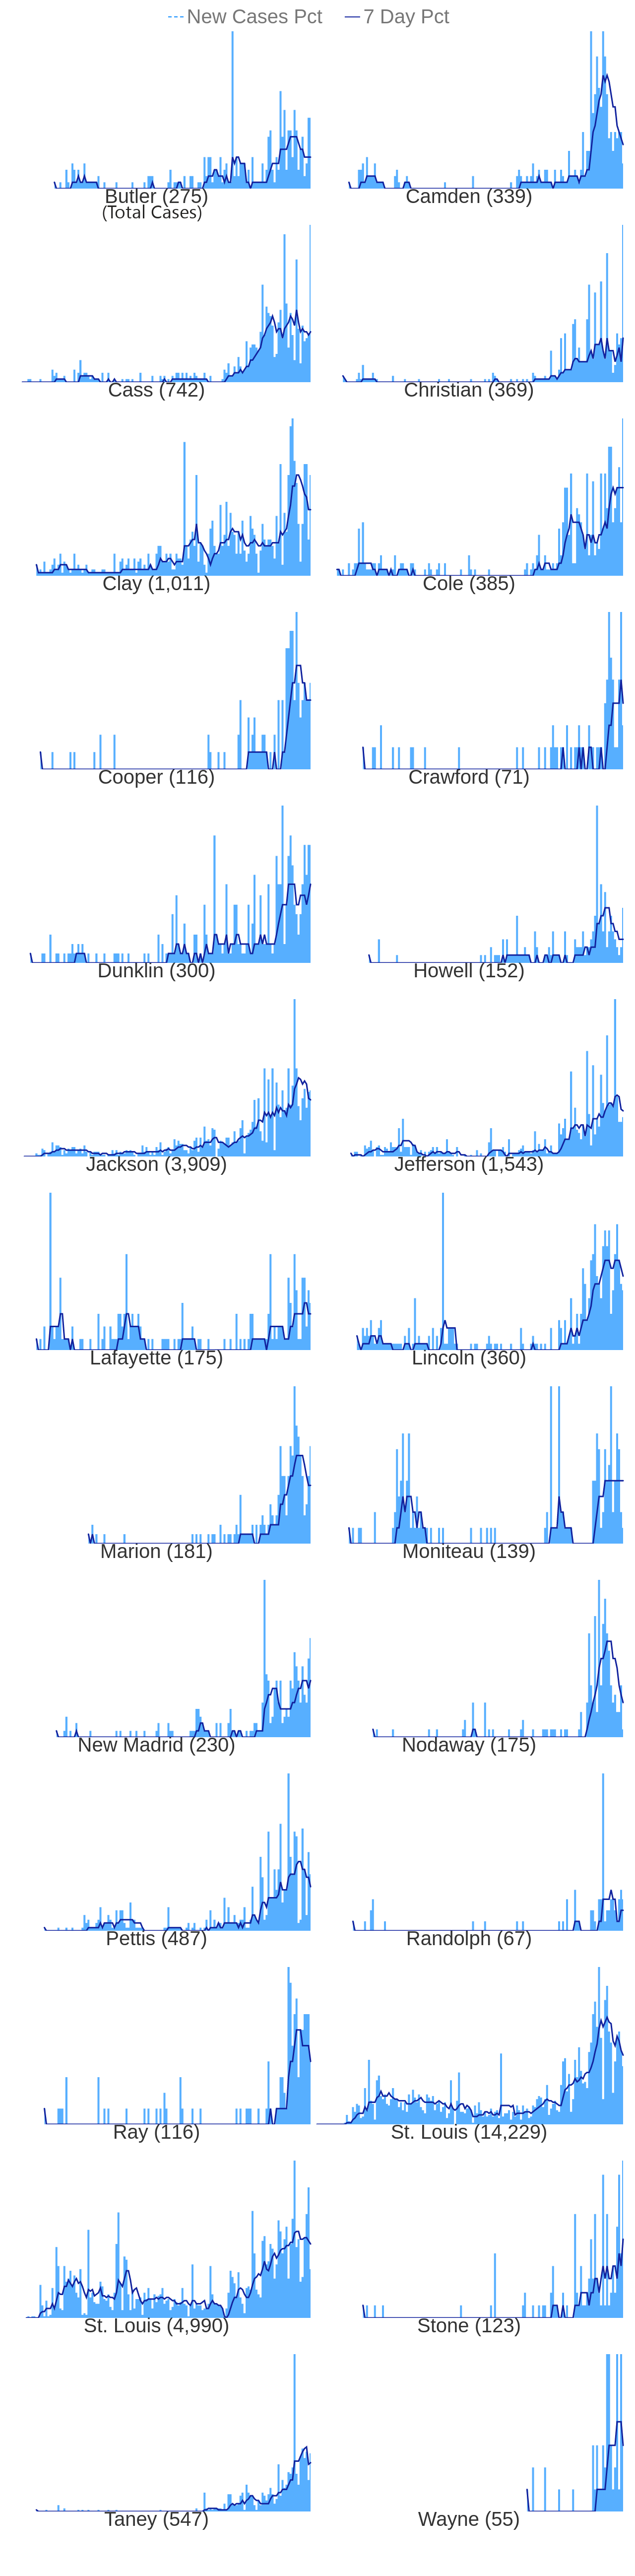 New Cases Pct 7 Day Pct
Butler (275)
(Total Cases)
Camden (339)
Cass (742)
Christian (369)
Clay (1,011)
Cole (385)
Cooper (116)
Crawford (71)
Dunklin (300)
Howell (152)
Jackson (3,909)
Jefferson (1,543)
Lafayette (175)
Lincoln (360)
Marion (181)
Moniteau (139)
New Madrid (230)
Nodaway (175)
Pettis (487)
Randolph (67)
Ray (116)
St. Louis (14,229)
St. Louis (4,990)
Stone (123)
Taney (547)
Wayne (55)